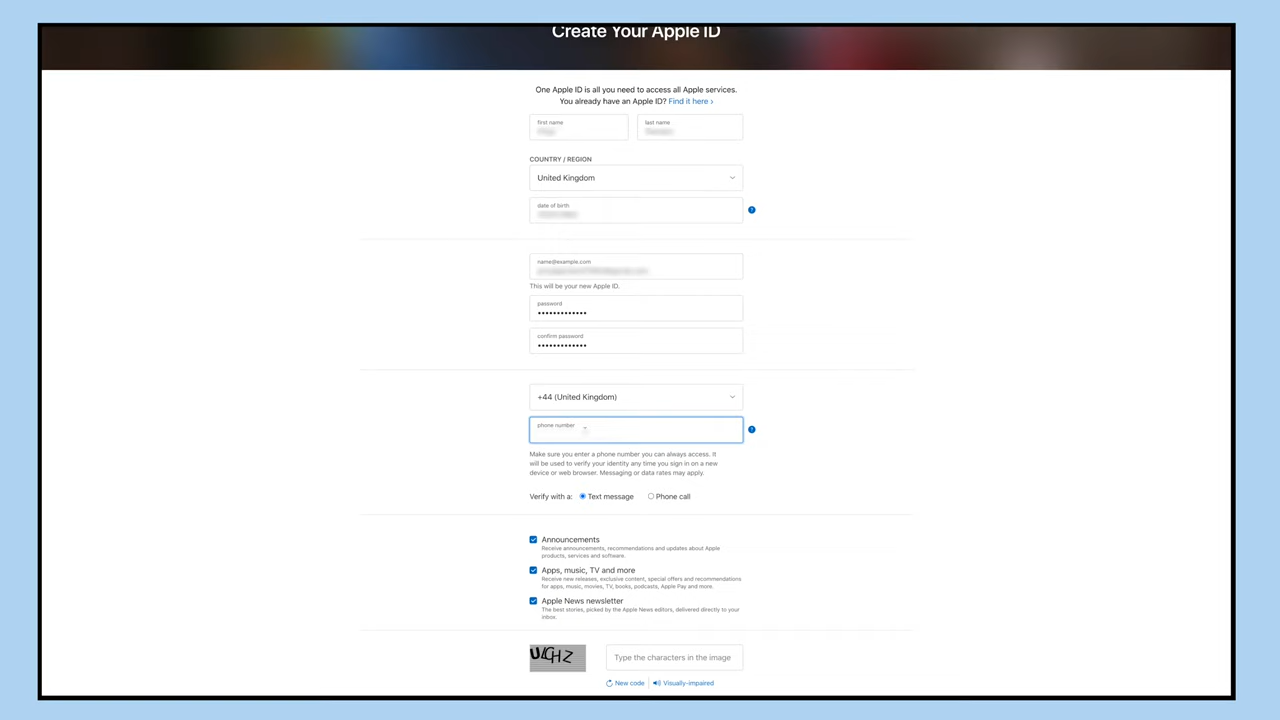 Create Your Apple ID
One Apple ID is all you need to access all Apple services.
You already have an Apple ID? Find it here >
first name
last name
COUNTRY / REGION
United Kingdom
date of birth
?
name@example.com
This will be your new Apple ID.
password
•••••••••••••
confirm password
•••••••••••••
+44 (United Kingdom)
phone number
?
Make sure you enter a phone number you can always access. It
will be used to verify your identity any time you sign in on a new
device or web browser. Messaging or data rates may apply.
Verify with a: Text message Phone call
Announcements
Receive announcements, recommendations and updates about Apple
products, services and software.
Apps, music, TV and more
Receive new releases, exclusive content, special offers and recommendations
for apps, music, movies, TV, books, podcasts, Apple Pay and more.
Apple News newsletter
The best stories, picked by the Apple News editors, delivered directly to your
inbox.
Type the characters in the image
New code Visually-impaired